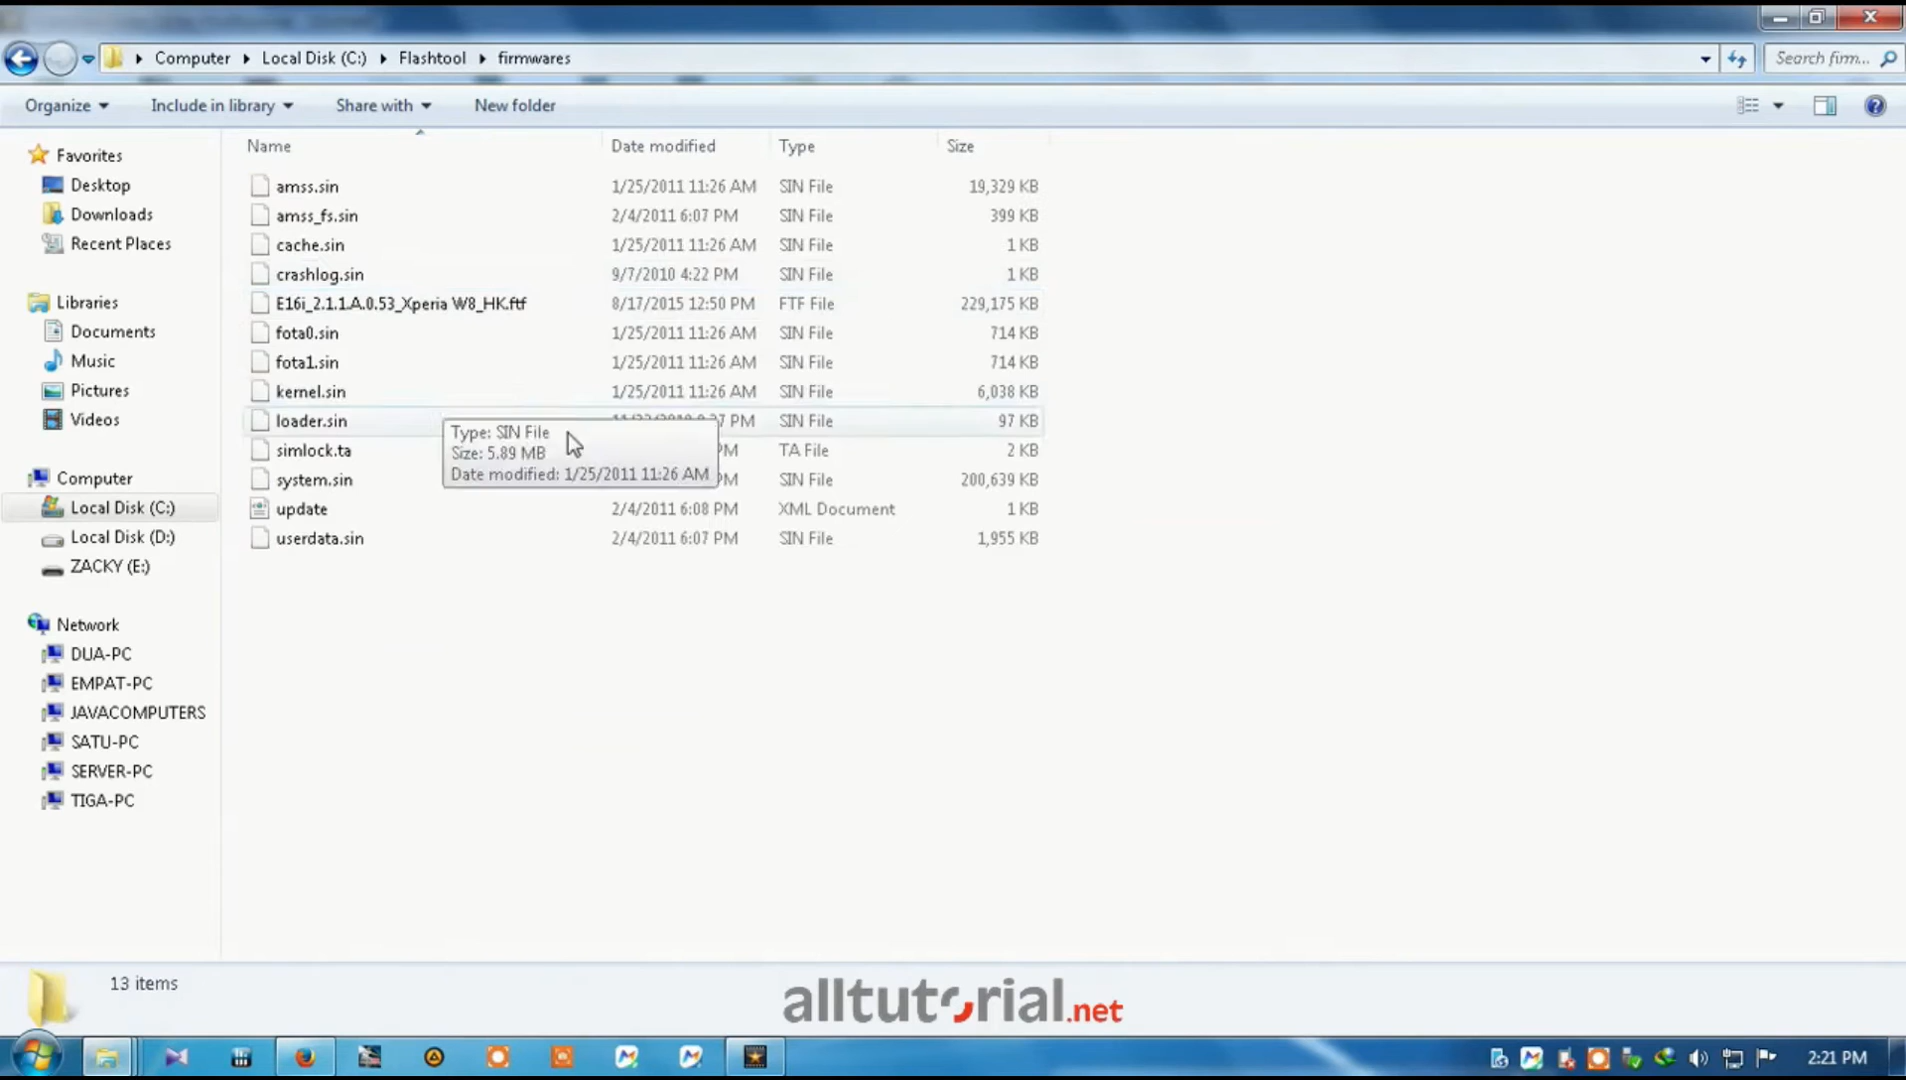 Computer Local Disk (C:) Flashtool firmwares
Search firm...
Organize Include in library Share with New folder
Favorites
Desktop
Downloads
Recent Places
Libraries
Documents
Music
Pictures
Videos
Computer
Local Disk (C:)
Local Disk (D:)
ZACKY (E:)
Network
DUA-PC
EMPAT-PC
JAVACOMPUTERS
SATU-PC
SERVER-PC
TIGA-PC
Name Date modified Type Size
amss.sin 1/25/2011 11:26 AM SIN File 19,329 KB
amss_fs.sin 2/4/2011 6:07 PM SIN File 399 KB
cache.sin 1/25/2011 11:26 AM SIN File 1 KB
crashlog.sin 9/7/2010 4:22 PM SIN File 1 KB
E16i_2.1.1.A.0.53_Xperia W8_HK.ftf 8/17/2015 12:50 PM FTF File 229,175 KB
fota0.sin 1/25/2011 11:26 AM SIN File 714 KB
fota1.sin 1/25/2011 11:26 AM SIN File 714 KB
kernel.sin 1/25/2011 11:26 AM SIN File 6,038 KB
loader.sin PM SIN File 97 KB
simlock.ta PM TA File 2 KB
system.sin PM SIN File 200,639 KB
update 2/4/2011 6:08 PM XML Document 1 KB
userdata.sin 2/4/2011 6:07 PM SIN File 1,955 KB
Type: SIN File
Size: 5.89 MB
Date modified: 1/25/2011 11:26 AM
13 items
alltutorial.net
2:21 PM